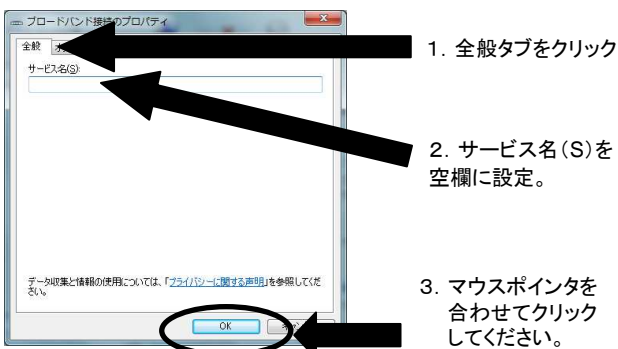 ブロードバンド接続のプロパティ
全般
サービス名(S):
データ収集と情報の使用については、「プライバシーに関する声明」を参照してくだ
さい。
OK
1. 全般タブをクリック
2. サービス名(S)を
空欄に設定。
3. マウスポインタを
合わせてクリック
してください。